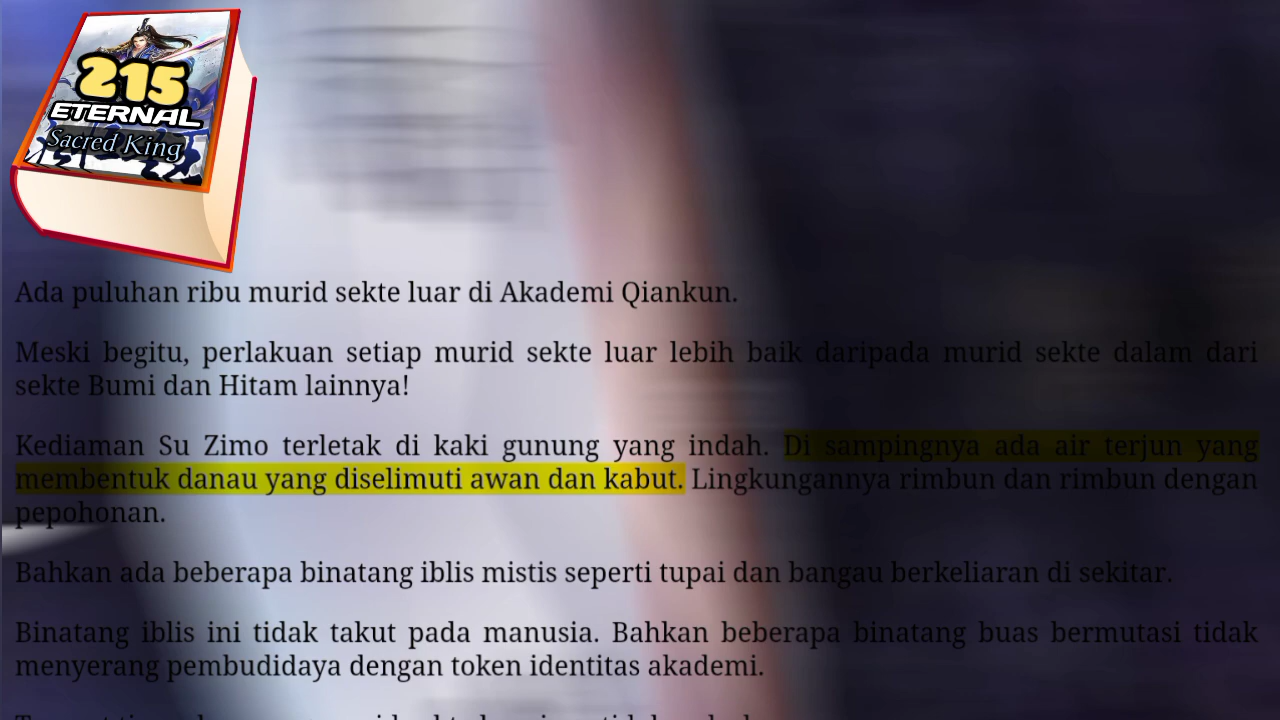 215
ETERNAL
Sacred King
Ada puluhan ribu murid sekte luar di Akademi Qiankun.
Meski begitu, perlakuan setiap murid sekte luar lebih baik daripada murid sekte dalam dari
sekte Bumi dan Hitam lainnya!
Kediaman Su Zimo terletak di kaki gunung yang indah. Di sampingnya ada air terjun yang
membentuk danau yang diselimuti awan dan kabut. Lingkungannya rimbun dan rimbun dengan
pepohonan.
Bahkan ada beberapa binatang iblis mistis seperti tupai dan bangau berkeliaran di sekitar.
Binatang iblis ini tidak takut pada manusia. Bahkan beberapa binatang buas bermutasi tidak
menyerang pembudidaya dengan token identitas akademi.